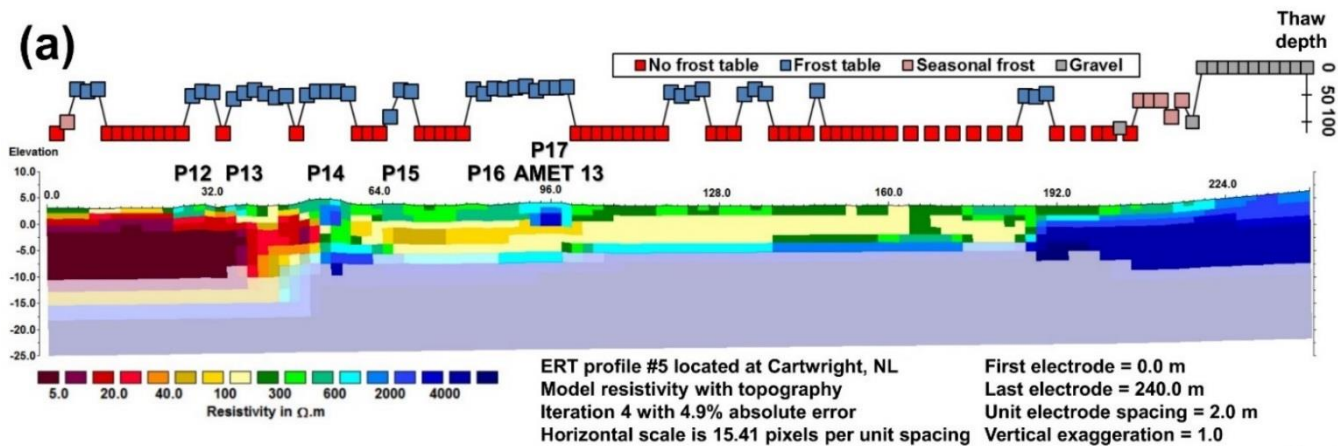 (a)
Thaw
depth
No frost table Frost table Seasonal frost Gravel
0
50
100
Elevation
P17
P12 P13 P14 P15 P16 AMET 13
10.0
0.0 32.0 64.0 96.0 128.0 160.0 192.0 224.0
5.0
0.0
-5.0
-10.0
-15.0
-20.0
-25.0
5.0 20.0 40.0 100 300 600 2000 4000
Resistivity in Ω.m
ERT profile #5 located at Cartwright, NL
Model resistivity with topography
Iteration 4 with 4.9% absolute error
Horizontal scale is 15.41 pixels per unit spacing
First electrode = 0.0 m
Last electrode = 240.0 m
Unit electrode spacing = 2.0 m
Vertical exaggeration = 1.0